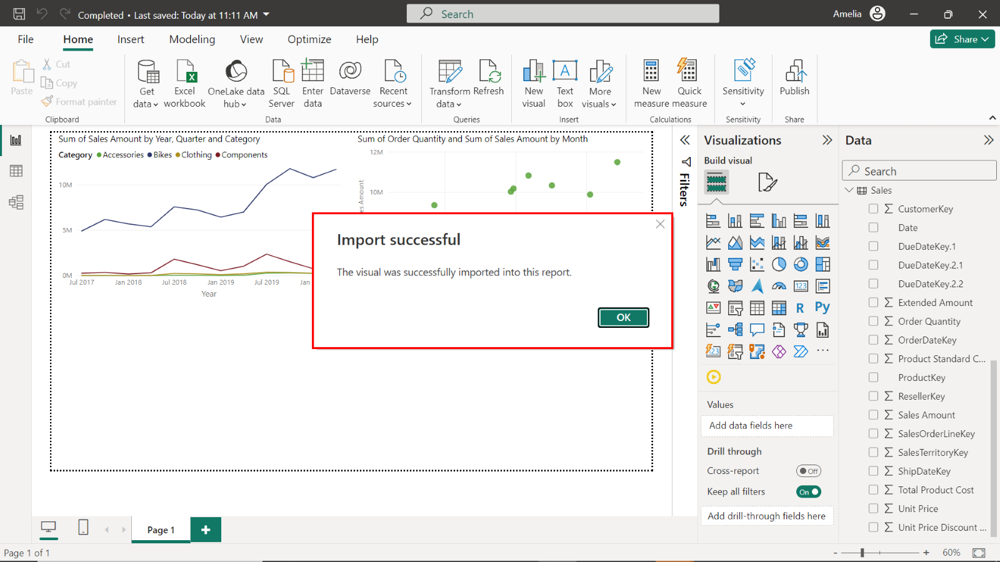 Completed • Last saved: Today at 11:11 AM
Search
Amelia
File Home Insert Modeling View Optimize Help
Share
Paste
Cut
Copy
Format painter
Clipboard
Get data
Excel workbook
OneLake data hub
SQL Server
Enter data
Dataverse
Recent sources
Data
Transform data
Refresh
Queries
New visual
Text box
More visuals
Insert
New measure
Quick measure
Calculations
Sensitivity
Sensitivity
Publish
Share
Sum of Sales Amount by Year, Quarter and Category
Category Accessories Bikes Clothing Components
10M
5M
0M
Jul 2017 Jan 2018 Jul 2018 Jan 2019 Jul 2019 Jan
Year
Sum of Order Quantity and Sum of Sales Amount by Month
12M
10M
es Amount
Import successful
The visual was successfully imported into this report.
OK
Filters
Visualizations
Build visual
123
R
Py
123
Values
Add data fields here
Drill through
Cross-report
Off
Keep all filters
On
Add drill-through fields here
Data
Search
Sales
∑ CustomerKey
Date
DueDateKey.1
DueDateKey.2.1
DueDateKey.2.2
∑ Extended Amount
∑ Order Quantity
∑ OrderDateKey
∑ Product Standard C...
ProductKey
∑ ResellerKey
∑ Sales Amount
∑ SalesOrderLineKey
∑ SalesTerritoryKey
∑ ShipDateKey
∑ Total Product Cost
∑ Unit Price
∑ Unit Price Discount ...
Page 1
Page 1 of 1
- + 60%